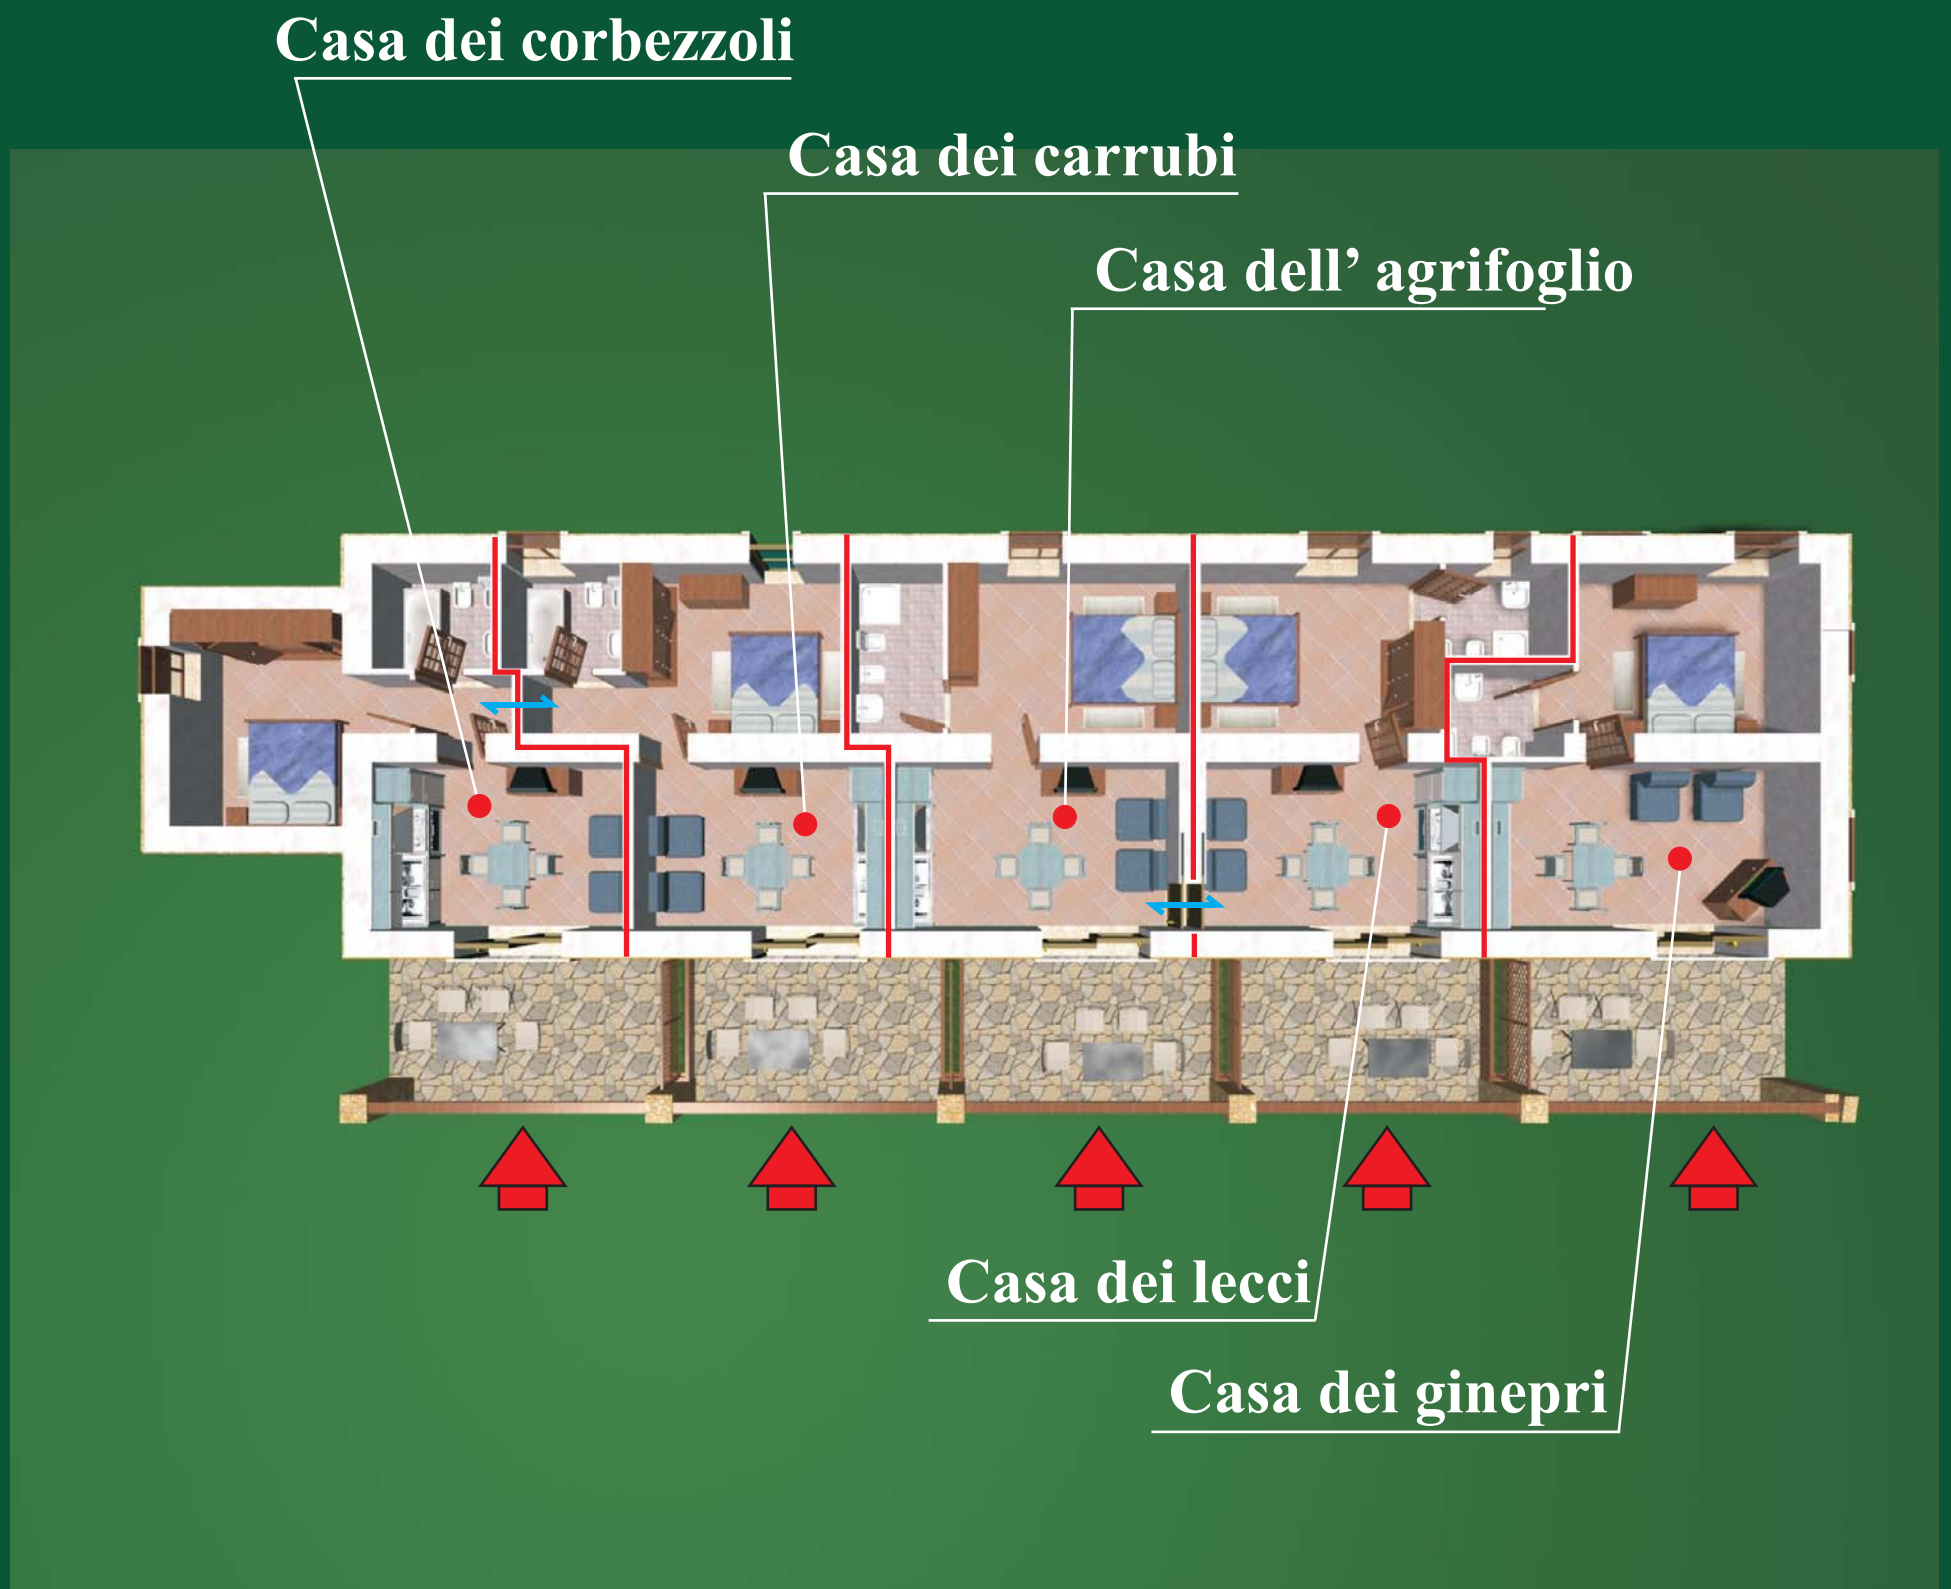 Casa dei corbezzoli
Casa dei carrubi
Casa dell’ agrifoglio
Casa dei lecci
Casa dei ginepri